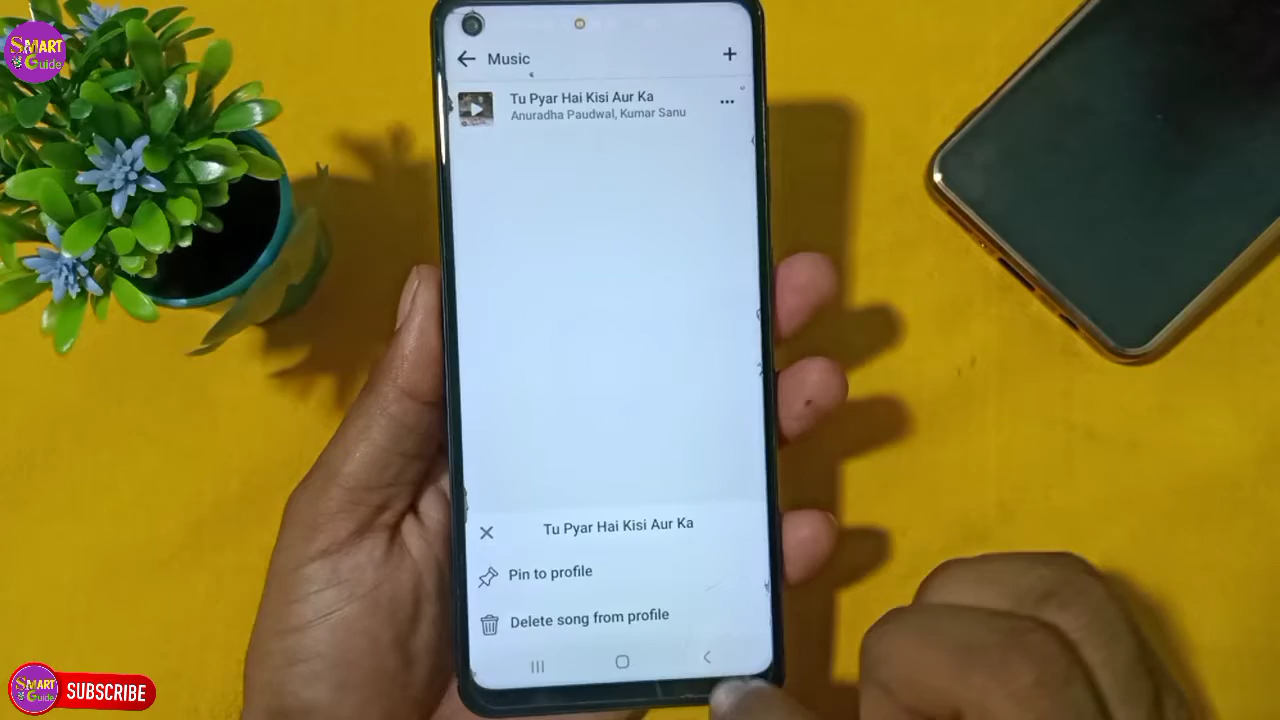 SMART
Guide
Music
Tu Pyar Hai Kisi Aur Ka
Anuradha Paudwal, Kumar Sanu
Tu Pyar Hai Kisi Aur Ka
Pin to profile
Delete song from profile
SMART
Guide
SUBSCRIBE